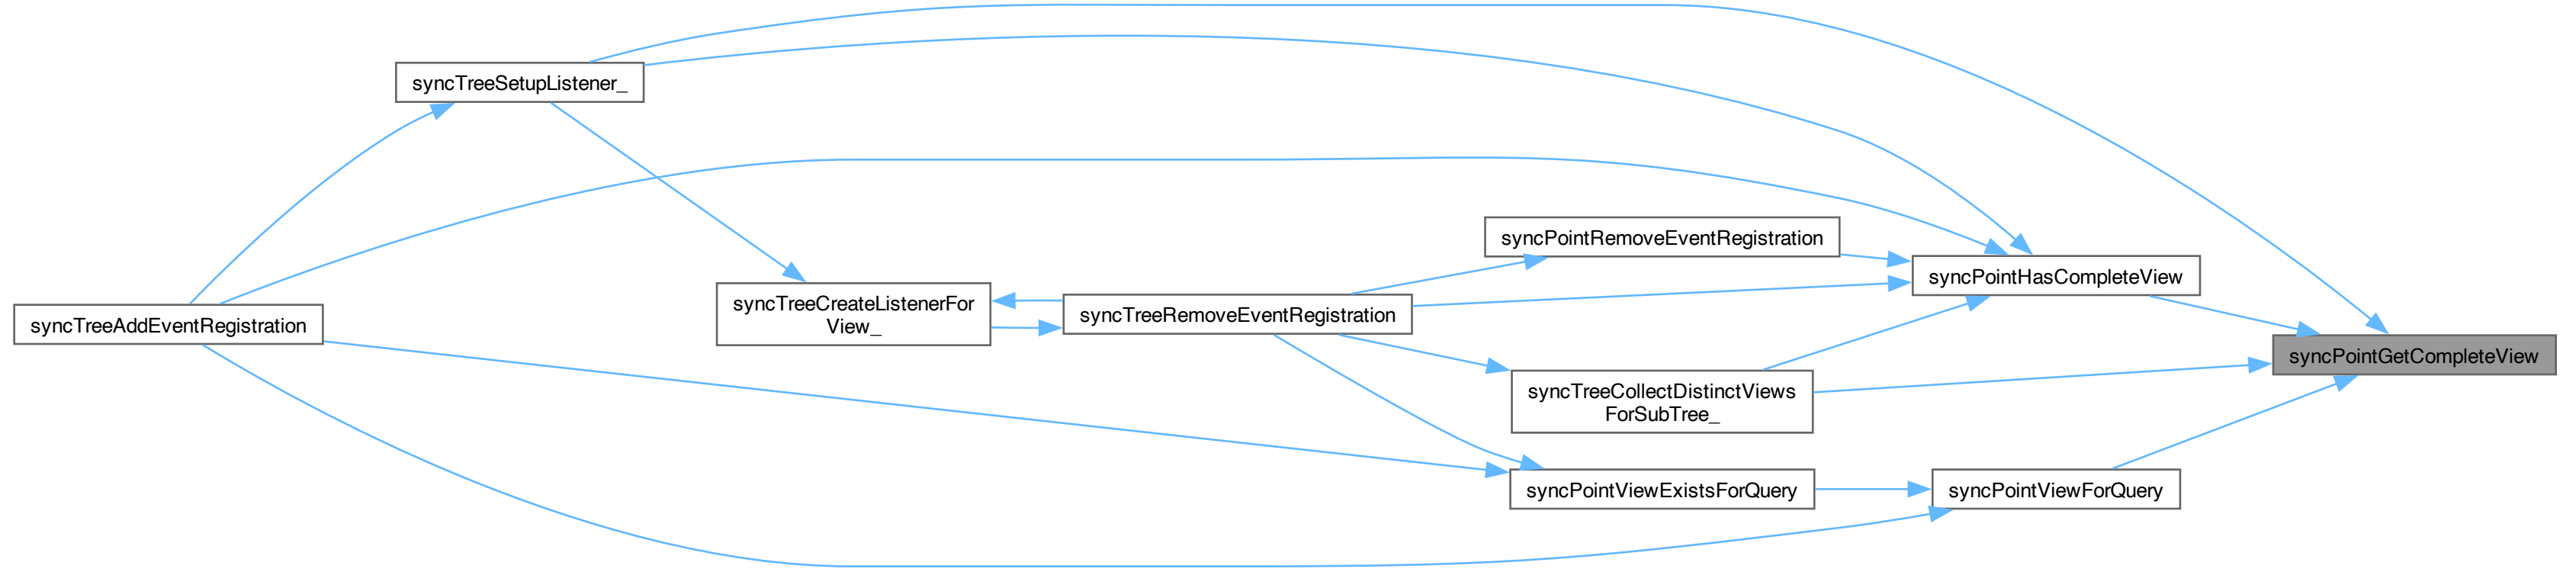 syncTreeSetupListener_
syncPointRemoveEventRegistration
syncPointHasCompleteView
syncTreeCreateListenerFor
View_
syncTreeAddEventRegistration
syncTreeRemoveEventRegistration
syncPointGetCompleteView
syncTreeCollectDistinctViews
ForSubTree_
syncPointViewExistsForQuery
syncPointViewForQuery